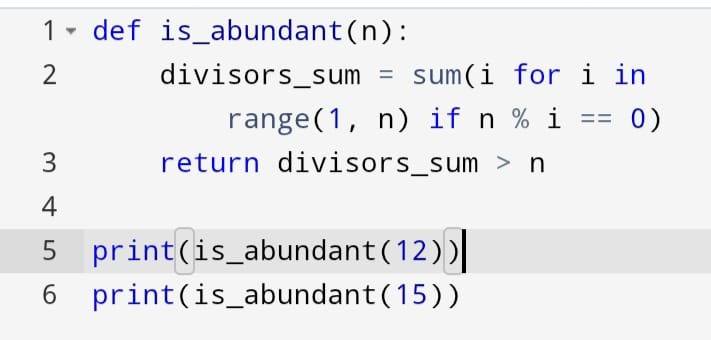 1 def is_abundant(n):
2     divisors_sum = sum(i for i in
        range(1, n) if n % i == 0)
3     return divisors_sum > n
4
5 print(is_abundant(12))
6 print(is_abundant(15))